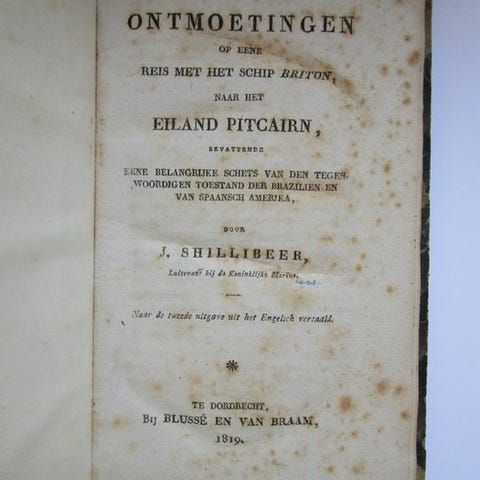 ONTMOETINGEN
OP EENE
REIS MET HET SCHIP BRITON,
NAAR HET
EILAND PITCAIRN,
BEVATTENDE
EENE BELANGRIJKE SCHETS VAN DEN TEGEN-
WOORDIGEN TOESTAND DER BRAZILIEN EN
VAN SPAANSCH AMERIKA,
DOOR
J. SHILLIBEER,
Luitenant bij de Koninklijke Marine.
Naar de tweede uitgave uit het Engelsch vertaald.
TE DORDRECHT,
BIJ BLUSSÉ EN VAN BRAAM,
1819.